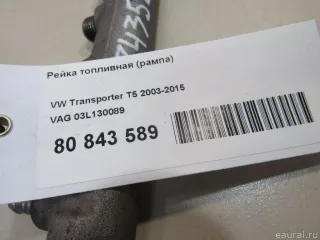 Рейка топливная (рампа)
VW Transporter T5 2003-2015
VAG 03L130089
80 843 589
eaural.ru